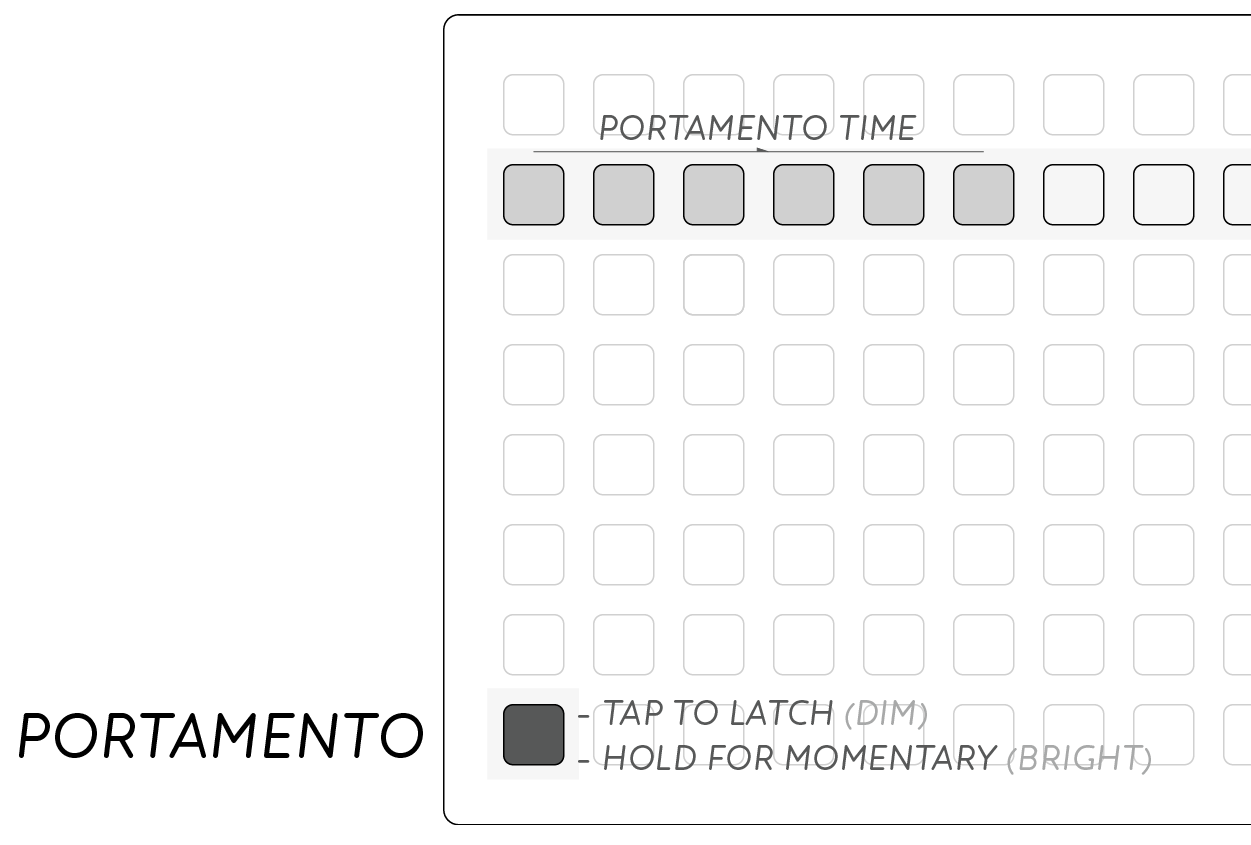 PORTAMENTO TIME
- TAP TO LATCH (DIM)
PORTAMENTO
- HOLD FOR MOMENTARY (BRIGHT)